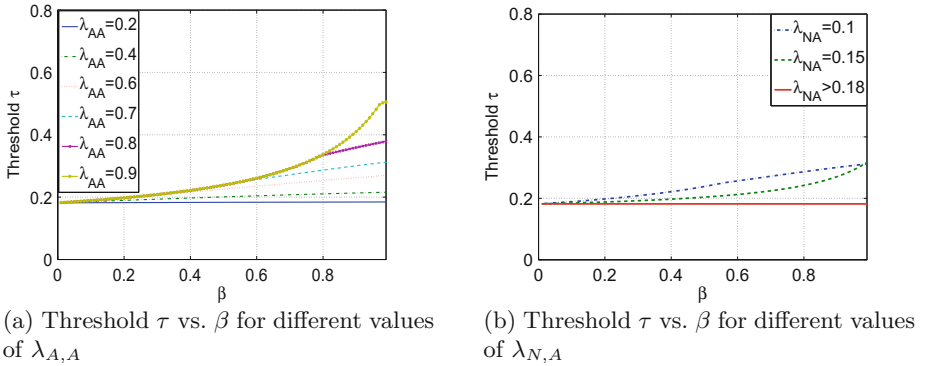 0.8
0.6
0.4
0.2
0
Threshold τ
λAA=0.2
λAA=0.4
λAA=0.6
λAA=0.7
λAA=0.8
λAA=0.9
0 0.2 0.4 0.6 0.8
β
(a) Threshold τ vs. β for different values
of λA,A
0.8
0.6
0.4
0.2
0
Threshold τ
λNA=0.1
λNA=0.15
λNA>0.18
0 0.2 0.4 0.6 0.8
β
(b) Threshold τ vs. β for different values
of λN,A